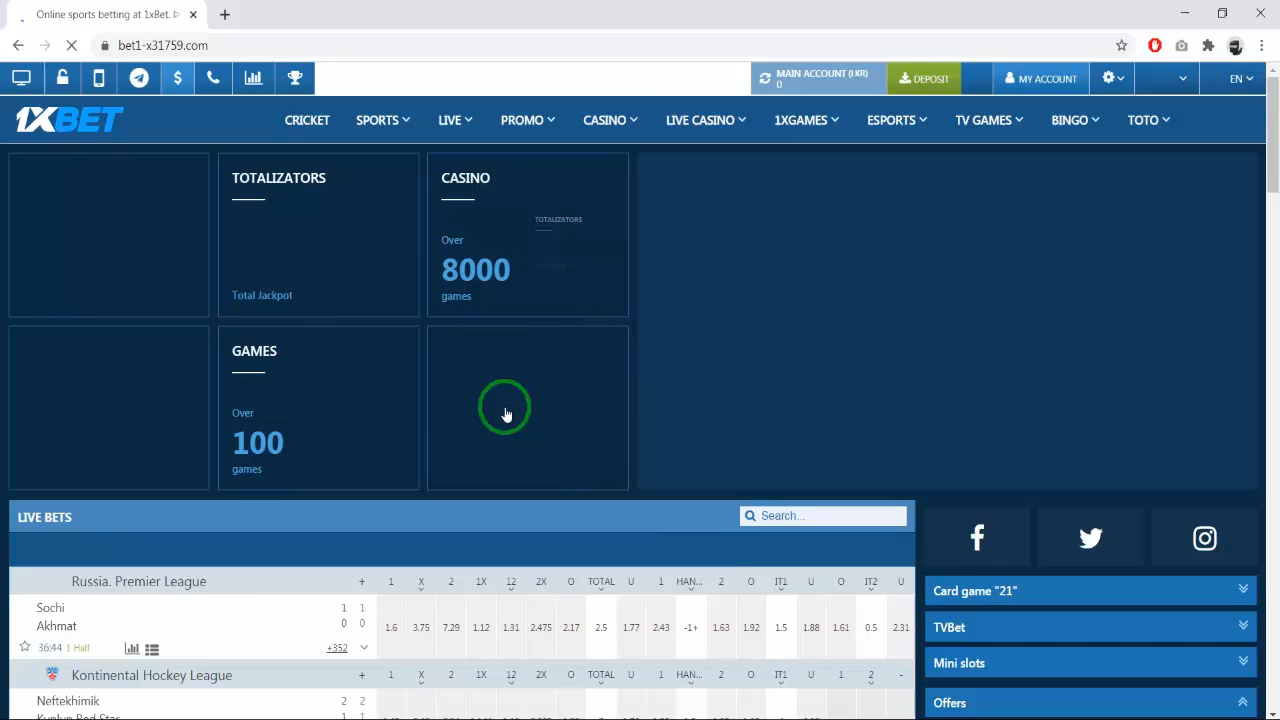 Online sports betting at 1xBet.
bet1-x31759.com
MAIN ACCOUNT (LKR)
0
DEPOSIT
MY ACCOUNT
EN
1XBET
CRICKET SPORTS LIVE PROMO CASINO LIVE CASINO 1XGAMES ESPORTS TV GAMES BINGO TOTO
TOTALIZATORS
Total Jackpot
CASINO
TOTALIZATORS
Over
8000
games
GAMES
Over
100
games
LIVE BETS
Search...
Russia. Premier League + 1 X 2 1X 12 2X O TOTAL U 1 HAN... 2 O IT1 U O IT2 U
Sochi 1 1
Akhmat 0 0
1.6 3.75 7.29 1.12 1.31 2.475 2.17 2.5 1.77 2.43 -1+ 1.63 1.92 1.5 1.88 1.61 0.5 2.31
36:44 1 Half +352
Kontinental Hockey League + 1 X 2 1X 12 2X O TOTAL U 1 HAN... 2 O IT1 U 1 2 -
Neftekhimik 2 2
Kunlun Red Star 1 1
Card game "21"
TVBet
Mini slots
Offers